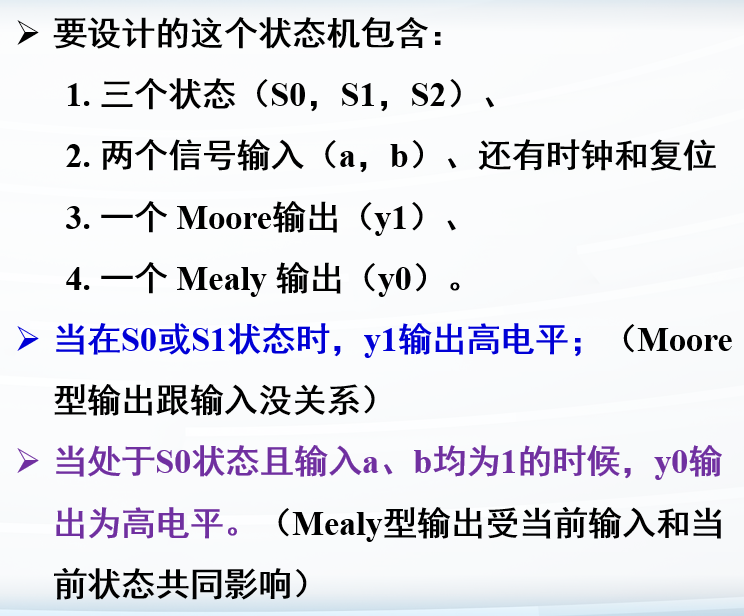 ➢ 要设计的这个状态机包含：
1. 三个状态（S0，S1，S2）、
2. 两个信号输入（a，b）、还有时钟和复位
3. 一个 Moore输出（y1）、
4. 一个 Mealy 输出（y0）。
➢ 当在S0或S1状态时，y1输出高电平；（Moore
型输出跟输入没关系）
➢ 当处于S0状态且输入a、b均为1的时候，y0输
出为高电平。（Mealy型输出受当前输入和当
前状态共同影响）